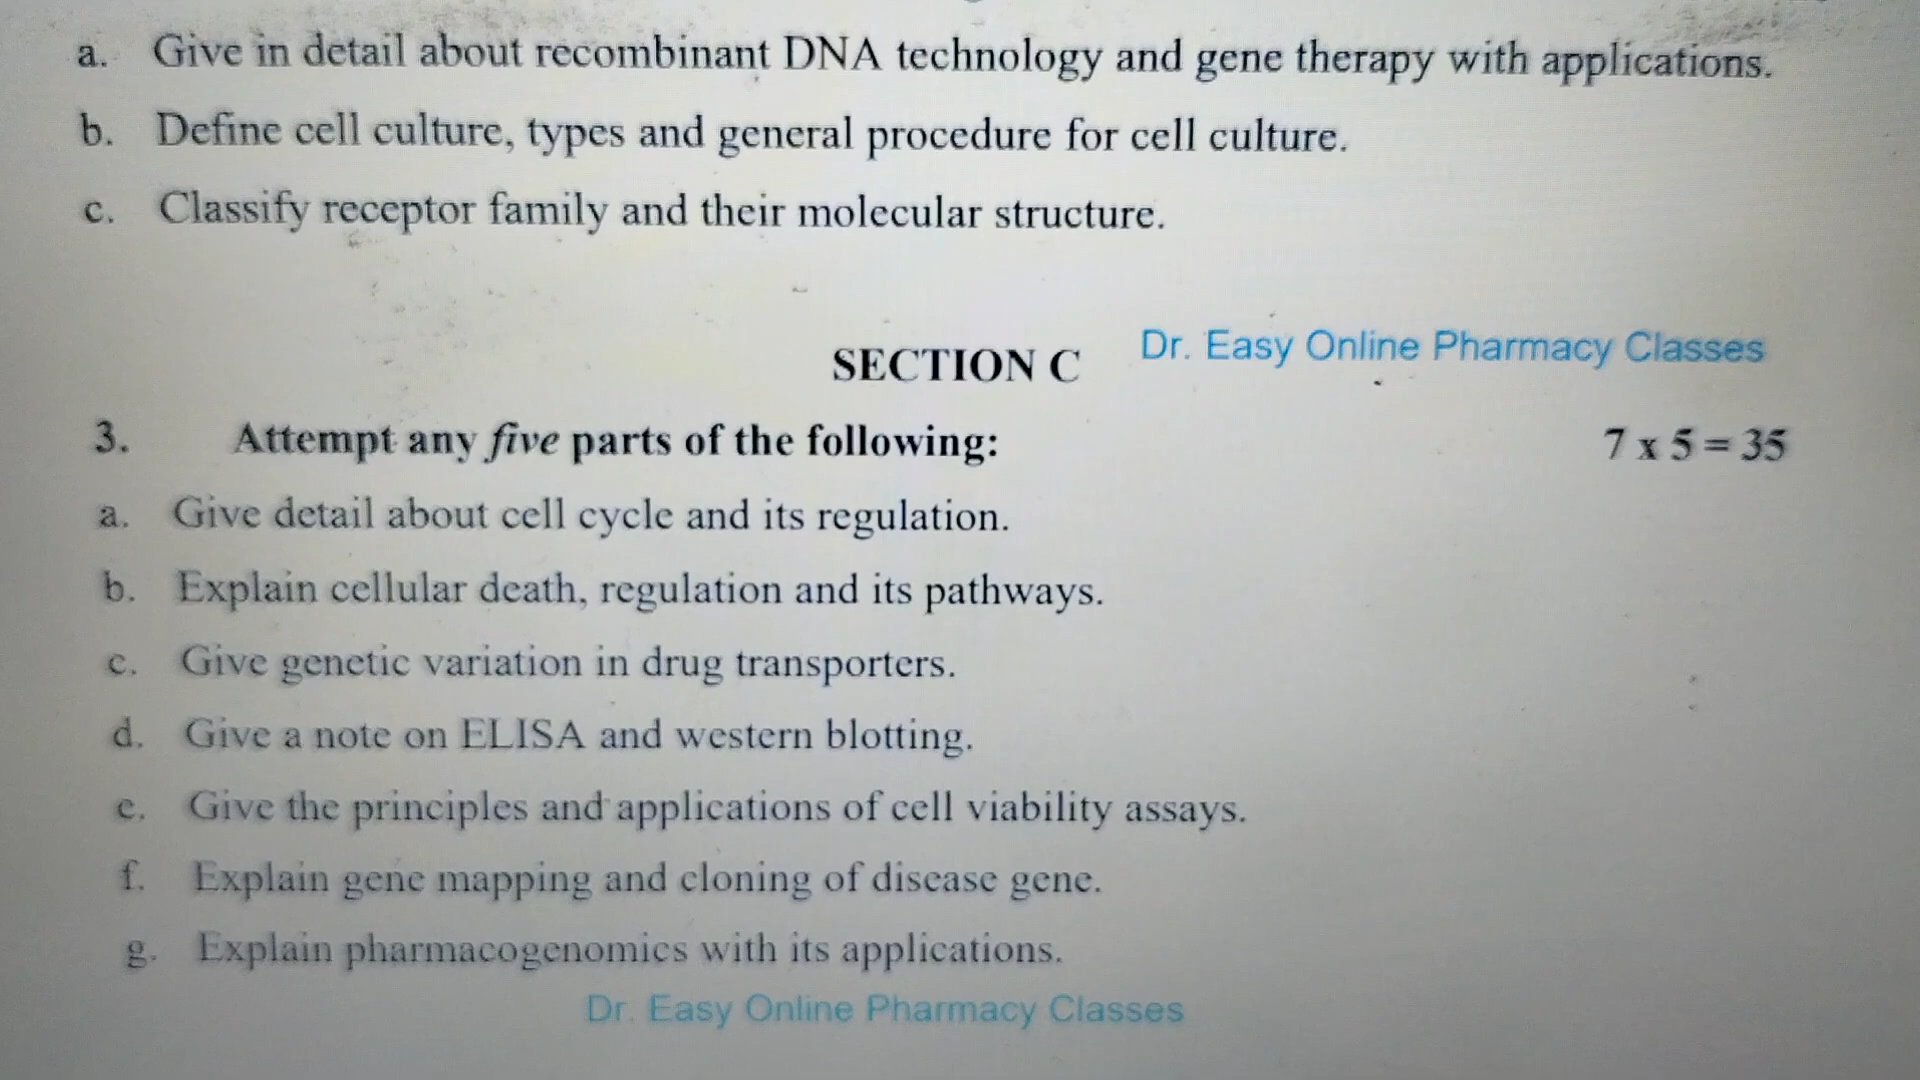 a. Give in detail about recombinant DNA technology and gene therapy with applications.
b. Define cell culture, types and general procedure for cell culture.
c. Classify receptor family and their molecular structure.
SECTION C
Dr. Easy Online Pharmacy Classes
3. Attempt any five parts of the following: 7 x 5 = 35
a. Give detail about cell cycle and its regulation.
b. Explain cellular death, regulation and its pathways.
c. Give genetic variation in drug transporters.
d. Give a note on ELISA and western blotting.
e. Give the principles and applications of cell viability assays.
f. Explain gene mapping and cloning of disease gene.
g. Explain pharmacogenomics with its applications.
Dr. Easy Online Pharmacy Classes